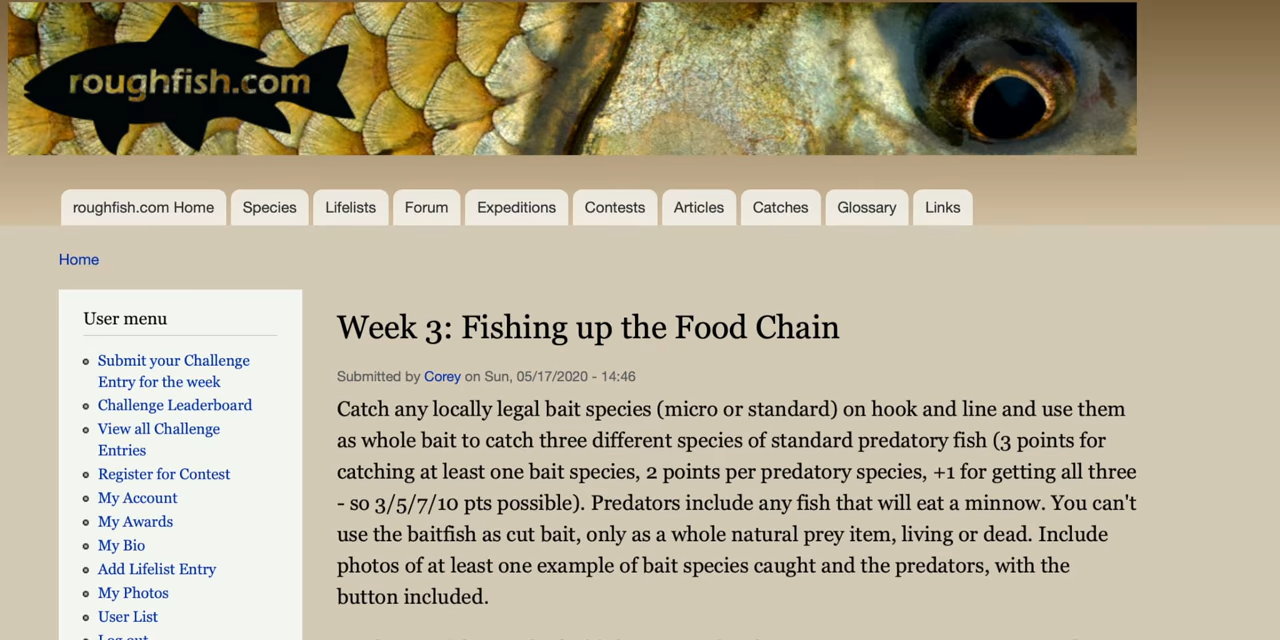 roughfish.com
roughfish.com Home
Species
Lifelists
Forum
Expeditions
Contests
Articles
Catches
Glossary
Links
Home
User menu
Submit your Challenge
Entry for the week
Challenge Leaderboard
View all Challenge
Entries
Register for Contest
My Account
My Awards
My Bio
Add Lifelist Entry
My Photos
User List
Log out
Week 3: Fishing up the Food Chain
Submitted by Corey on Sun, 05/17/2020 - 14:46
Catch any locally legal bait species (micro or standard) on hook and line and use them
as whole bait to catch three different species of standard predatory fish (3 points for
catching at least one bait species, 2 points per predatory species, +1 for getting all three
- so 3/5/7/10 pts possible). Predators include any fish that will eat a minnow. You can't
use the baitfish as cut bait, only as a whole natural prey item, living or dead. Include
photos of at least one example of bait species caught and the predators, with the
button included.